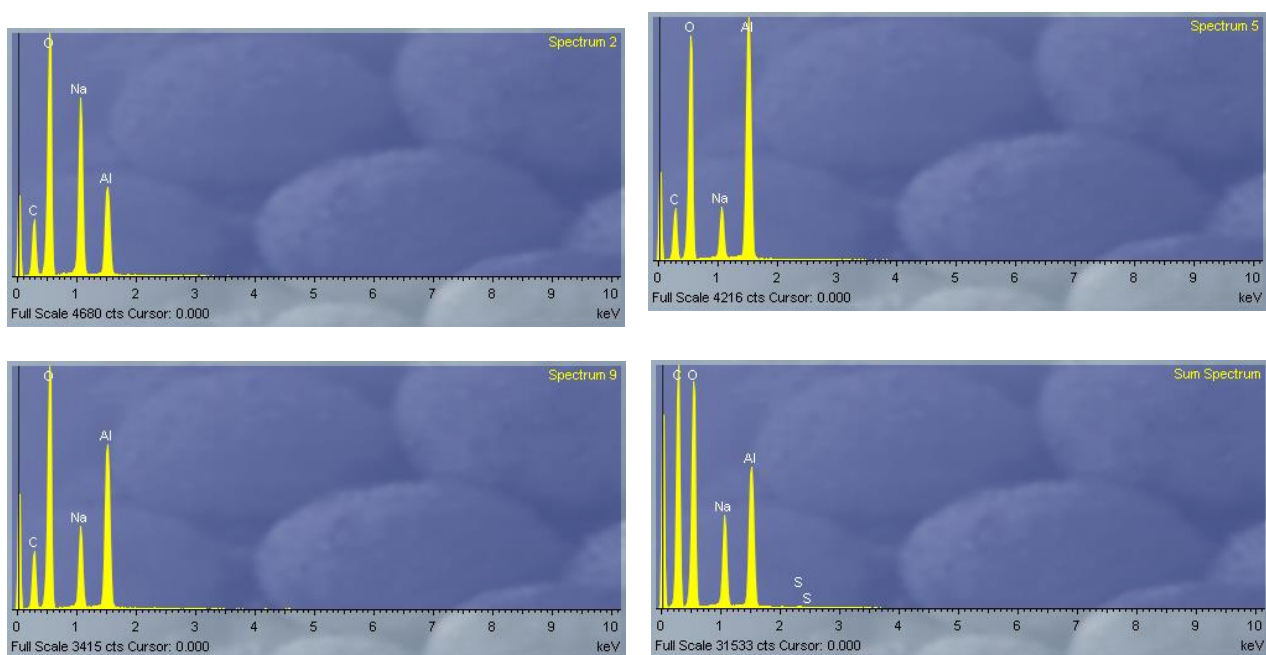 Spectrum 2
O
Na
Al
C
0 1 2 3 4 5 6 7 8 9 10
Full Scale 4680 cts Cursor: 0.000 keV
Spectrum 5
O Al
C Na
0 1 2 3 4 5 6 7 8 9 10
Full Scale 4216 cts Cursor: 0.000 keV
Spectrum 9
O
Al
Na
C
0 1 2 3 4 5 6 7 8 9 10
Full Scale 3415 cts Cursor: 0.000 keV
Sum Spectrum
C O
Al
Na
S
S
0 1 2 3 4 5 6 7 8 9 10
Full Scale 31533 cts Cursor: 0.000 keV